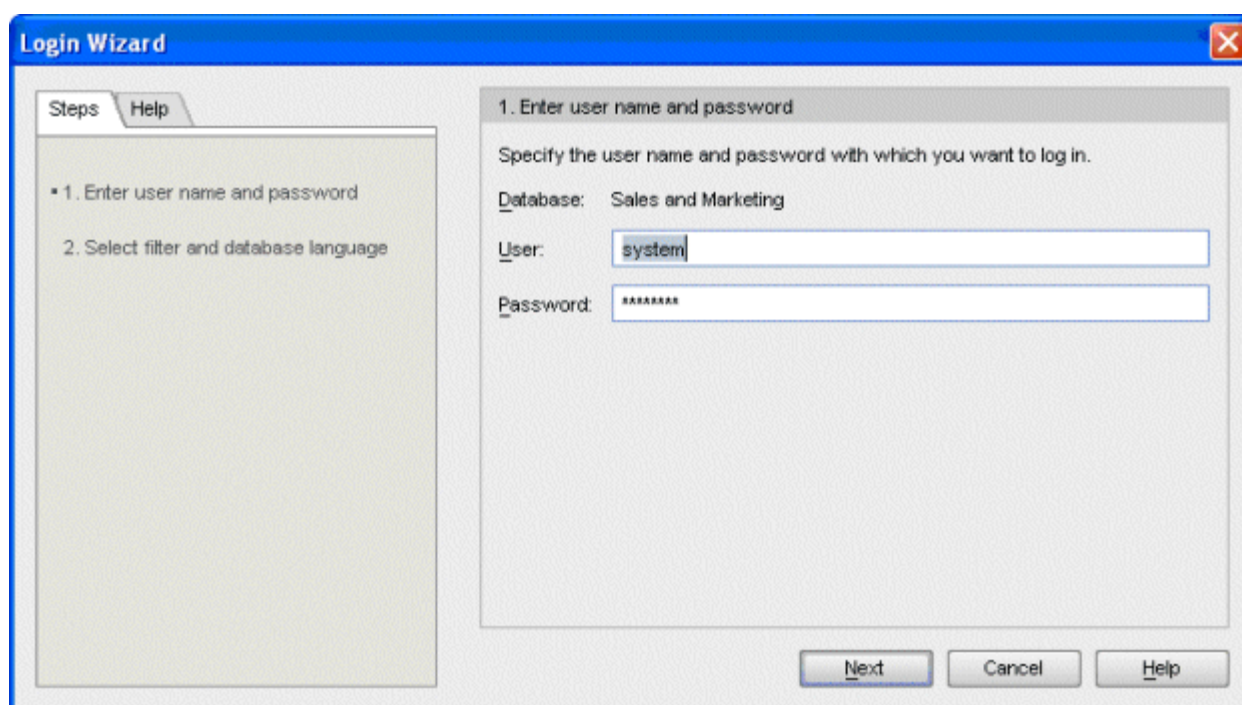 Login Wizard
Steps
Help
▪ 1. Enter user name and password
2. Select filter and database language
1. Enter user name and password
Specify the user name and password with which you want to log in.
Database: Sales and Marketing
User: system
Password: ********
Next
Cancel
Help